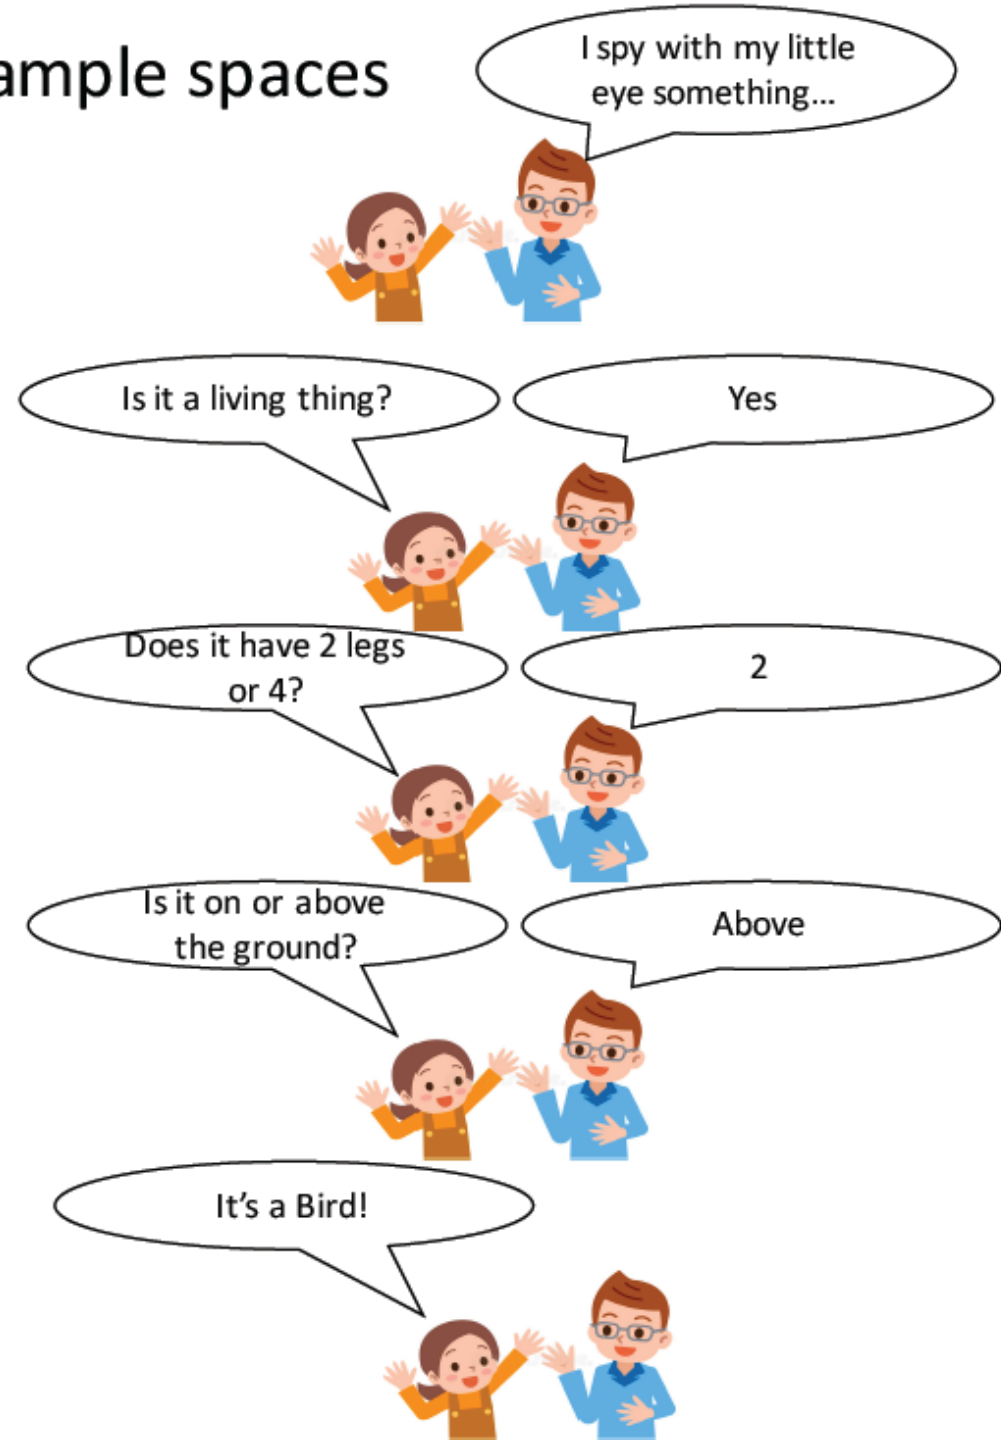 ample spaces
I spy with my little
eye something...
Is it a living thing?
Yes
Does it have 2 legs
or 4?
2
Is it on or above
the ground?
Above
It's a Bird!